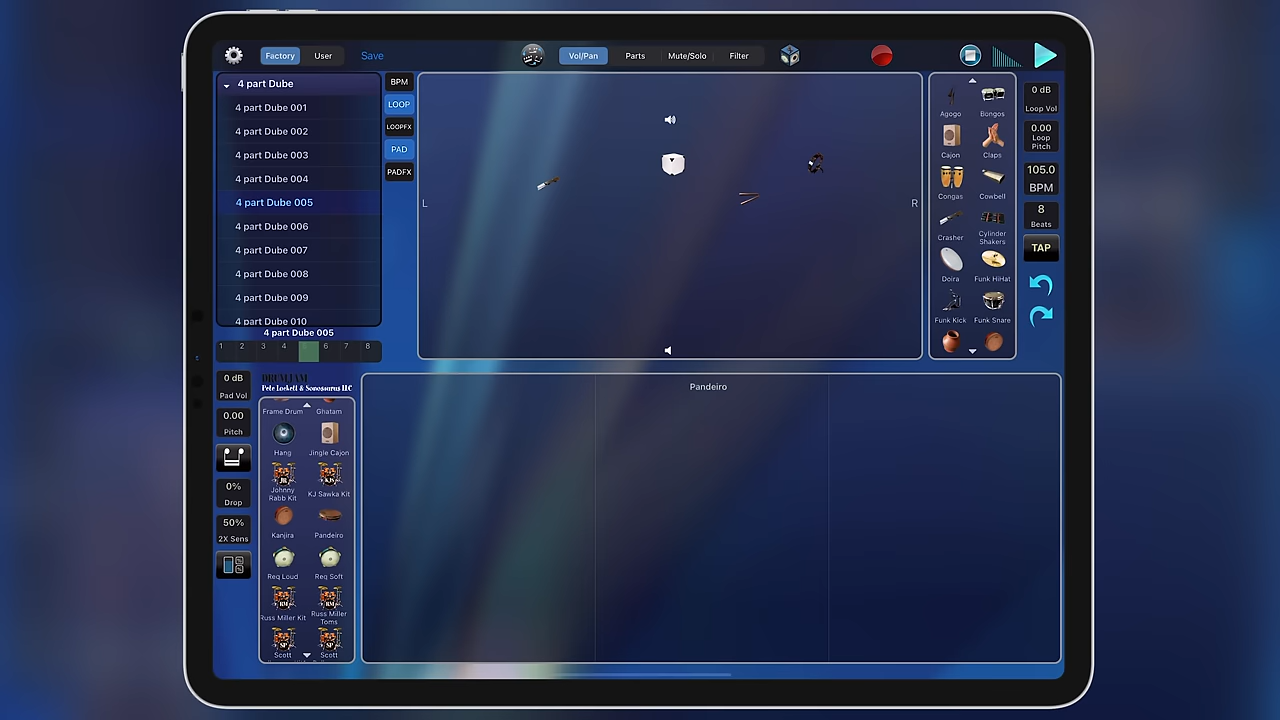 Factory
User
Save
Vol/Pan
Parts
Mute/Solo
Filter
4 part Dube
4 part Dube 001
4 part Dube 002
4 part Dube 003
4 part Dube 004
4 part Dube 005
4 part Dube 006
4 part Dube 007
4 part Dube 008
4 part Dube 009
4 part Dube 010
4 part Dube 005
1 2 3 4 6 7 8
BPM
LOOP
LOOPFX
PAD
PADFX
L
R
Agogo
Bongos
Cajon
Claps
Congas
Cowbell
Crasher
Cylinder
Shakers
Doira
Funk HiHat
Funk Kick
Funk Snare
0 dB
Loop Vol
0.00
Loop
Pitch
105.0
BPM
8
Beats
TAP
0 dB
Pad Vol
0.00
Pitch
0%
Drop
50%
2X Sens
DRUMJAM
Pete Lockett & Sonosaurus LLC
Frame Drum
Ghatam
Hang
Jingle Cajon
Johnny
Rabb Kit
KJ Sawka Kit
Kanjira
Pandeiro
Req Loud
Req Soft
Russ Miller Kit
Russ Miller
Toms
Scott
Scott
Pandeiro